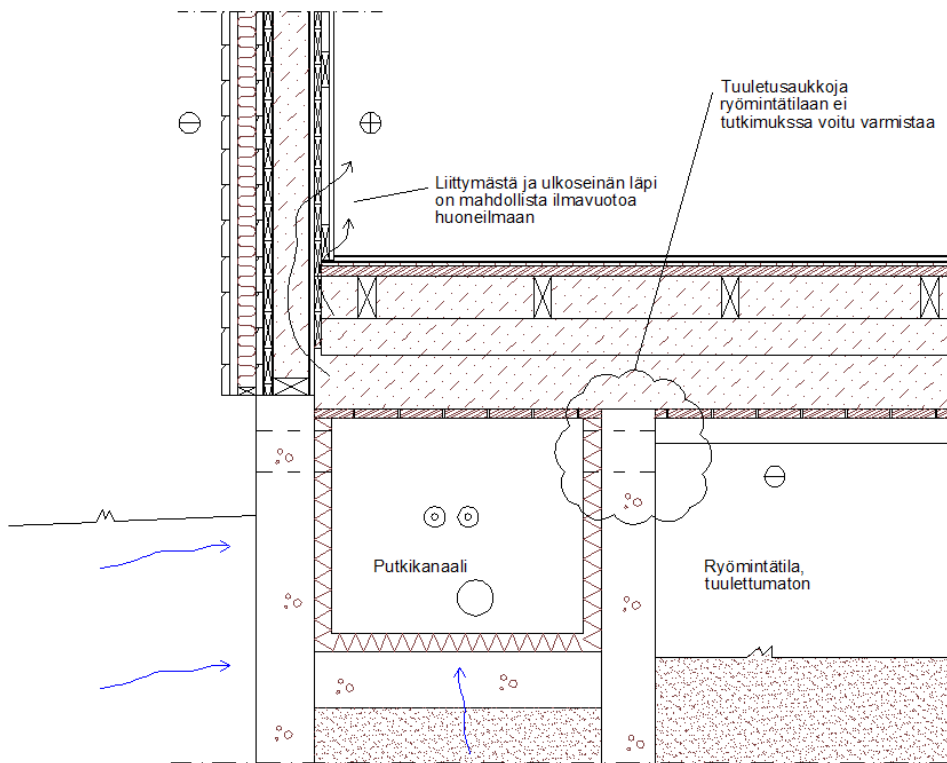 Tuuletusaukkoja
ryömintätilaan ei
tutkimukssa voitu varmistaa
Liittymästä ja ulkoseinän läpi
on mahdollista ilmavuotoa
huoneilmaan
Putkikanaali
Ryömintätila,
tuulettumaton